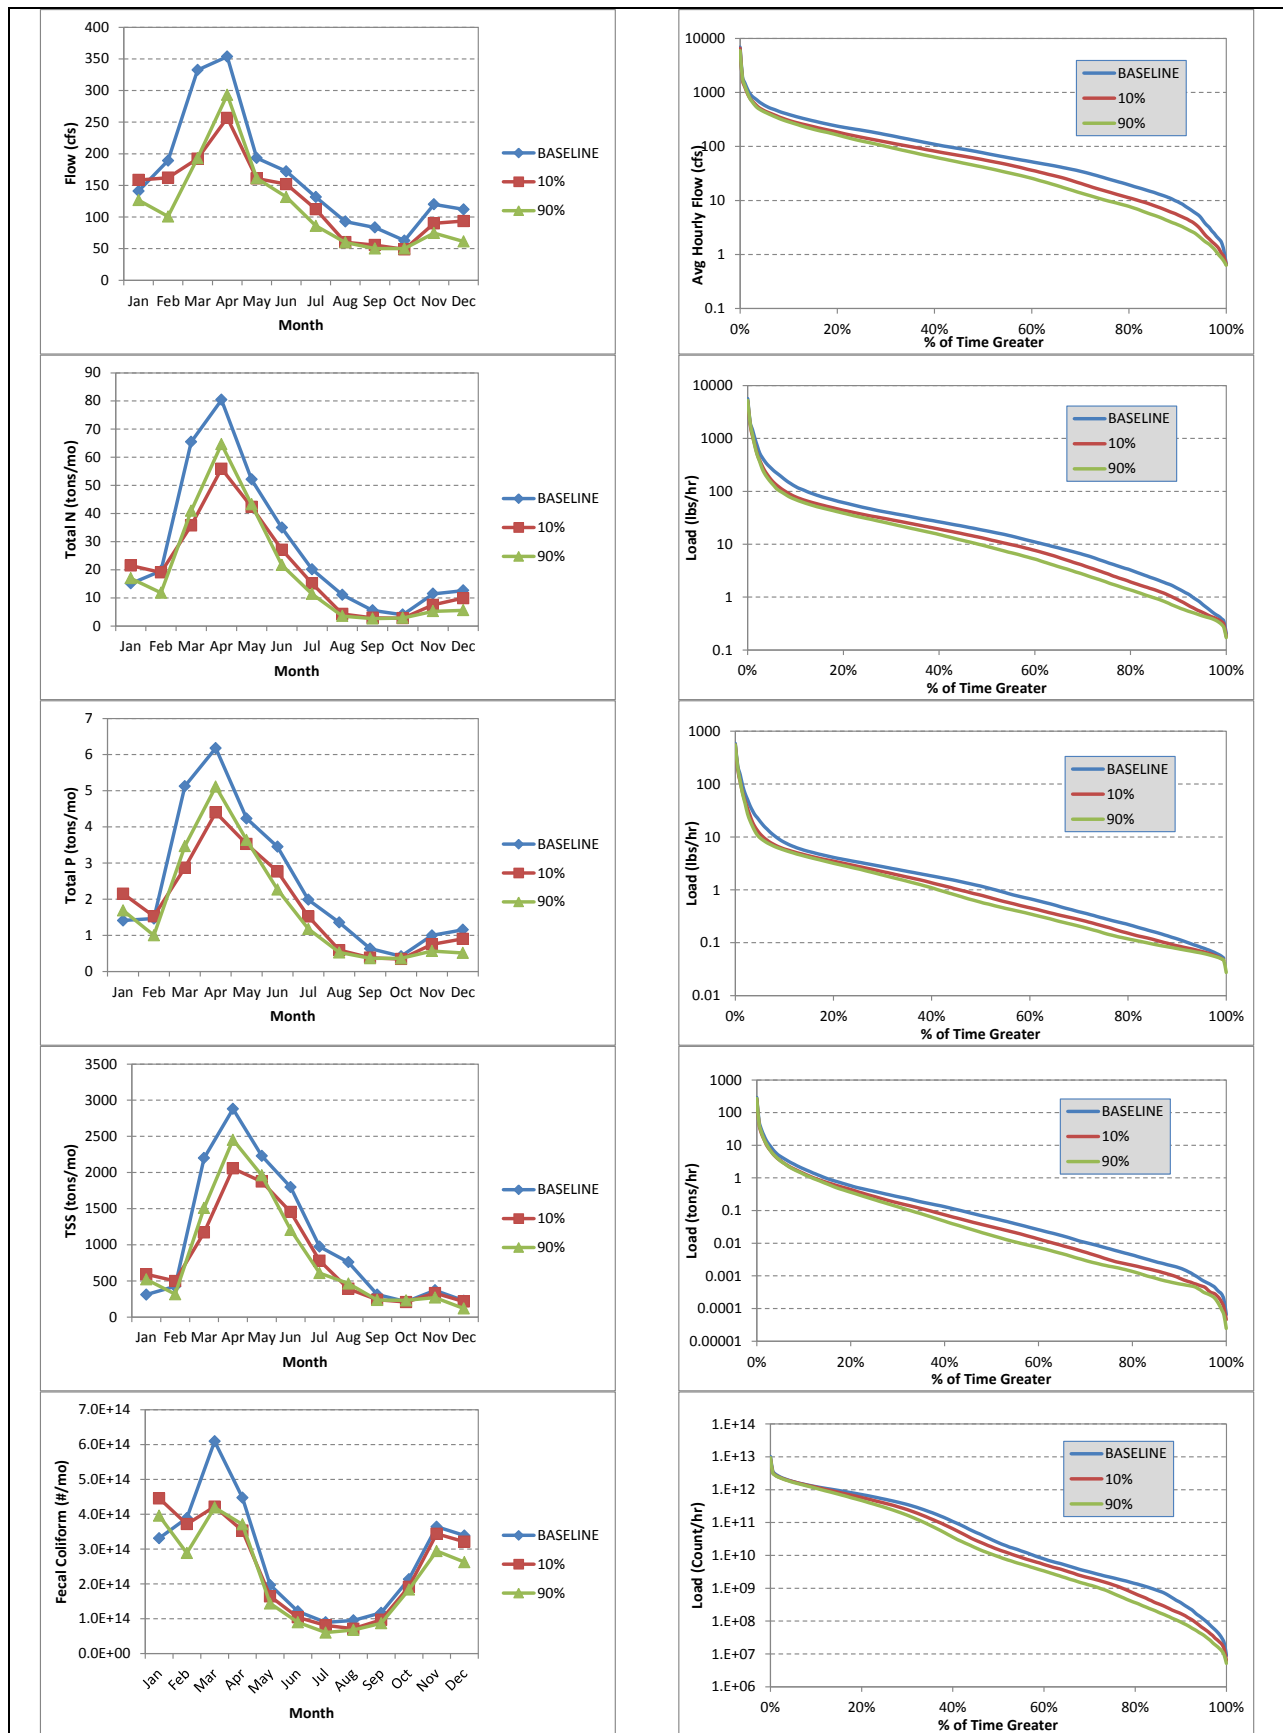 400
350
300
250
200
150
100
50
0
Flow (cfs)
Jan Feb Mar Apr May Jun Jul Aug Sep Oct Nov Dec
Month
BASELINE
10%
90%
10000
1000
100
10
1
0.1
Avg Hourly Flow (cfs)
0% 20% 40% 60% 80% 100%
% of Time Greater
BASELINE
10%
90%
90
80
70
60
50
40
30
20
10
0
Total N (tons/mo)
Jan Feb Mar Apr May Jun Jul Aug Sep Oct Nov Dec
Month
BASELINE
10%
90%
10000
1000
100
10
1
0.1
Load (lbs/hr)
0% 20% 40% 60% 80% 100%
% of Time Greater
BASELINE
10%
90%
7
6
5
4
3
2
1
0
Total P (tons/mo)
Jan Feb Mar Apr May Jun Jul Aug Sep Oct Nov Dec
Month
BASELINE
10%
90%
1000
100
10
1
0.1
0.01
Load (lbs/hr)
0% 20% 40% 60% 80% 100%
% of Time Greater
BASELINE
10%
90%
3500
3000
2500
2000
1500
1000
500
0
TSS (tons/mo)
Jan Feb Mar Apr May Jun Jul Aug Sep Oct Nov Dec
Month
BASELINE
10%
90%
1000
100
10
1
0.1
0.01
0.001
0.0001
0.00001
Load (tons/hr)
0% 20% 40% 60% 80% 100%
% of Time Greater
BASELINE
10%
90%
7.0E+14
6.0E+14
5.0E+14
4.0E+14
3.0E+14
2.0E+14
1.0E+14
0.0E+00
Fecal Coliform (#/mo)
Jan Feb Mar Apr May Jun Jul Aug Sep Oct Nov Dec
Month
BASELINE
10%
90%
1.E+14
1.E+13
1.E+12
1.E+11
1.E+10
1.E+09
1.E+08
1.E+07
1.E+06
Load (Count/hr)
0% 20% 40% 60% 80% 100%
% of Time Greater
BASELINE
10%
90%